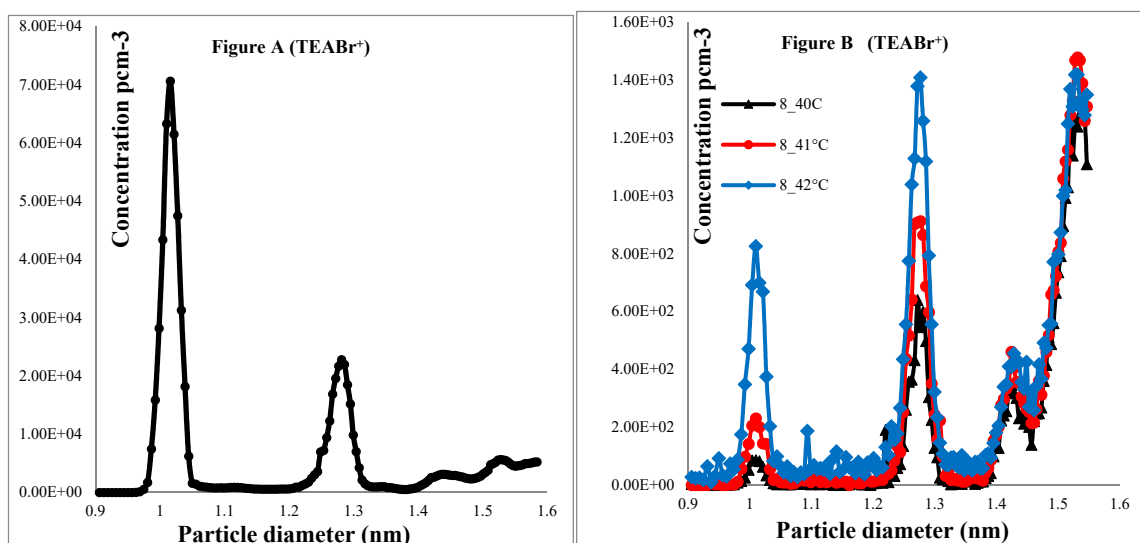 Figure A (TEABr⁺)
Concentration pcm-3
8.00E+04
7.00E+04
6.00E+04
5.00E+04
4.00E+04
3.00E+04
2.00E+04
1.00E+04
0.00E+00
0.9 1 1.1 1.2 1.3 1.4 1.5 1.6
Particle diameter (nm)
Figure B (TEABr⁺)
Concentration pcm-3
1.60E+03
1.40E+03
1.20E+03
1.00E+03
8.00E+02
6.00E+02
4.00E+02
2.00E+02
0.00E+00
8_40C
8_41°C
8_42°C
0.9 1 1.1 1.2 1.3 1.4 1.5 1.6
Particle diameter (nm)